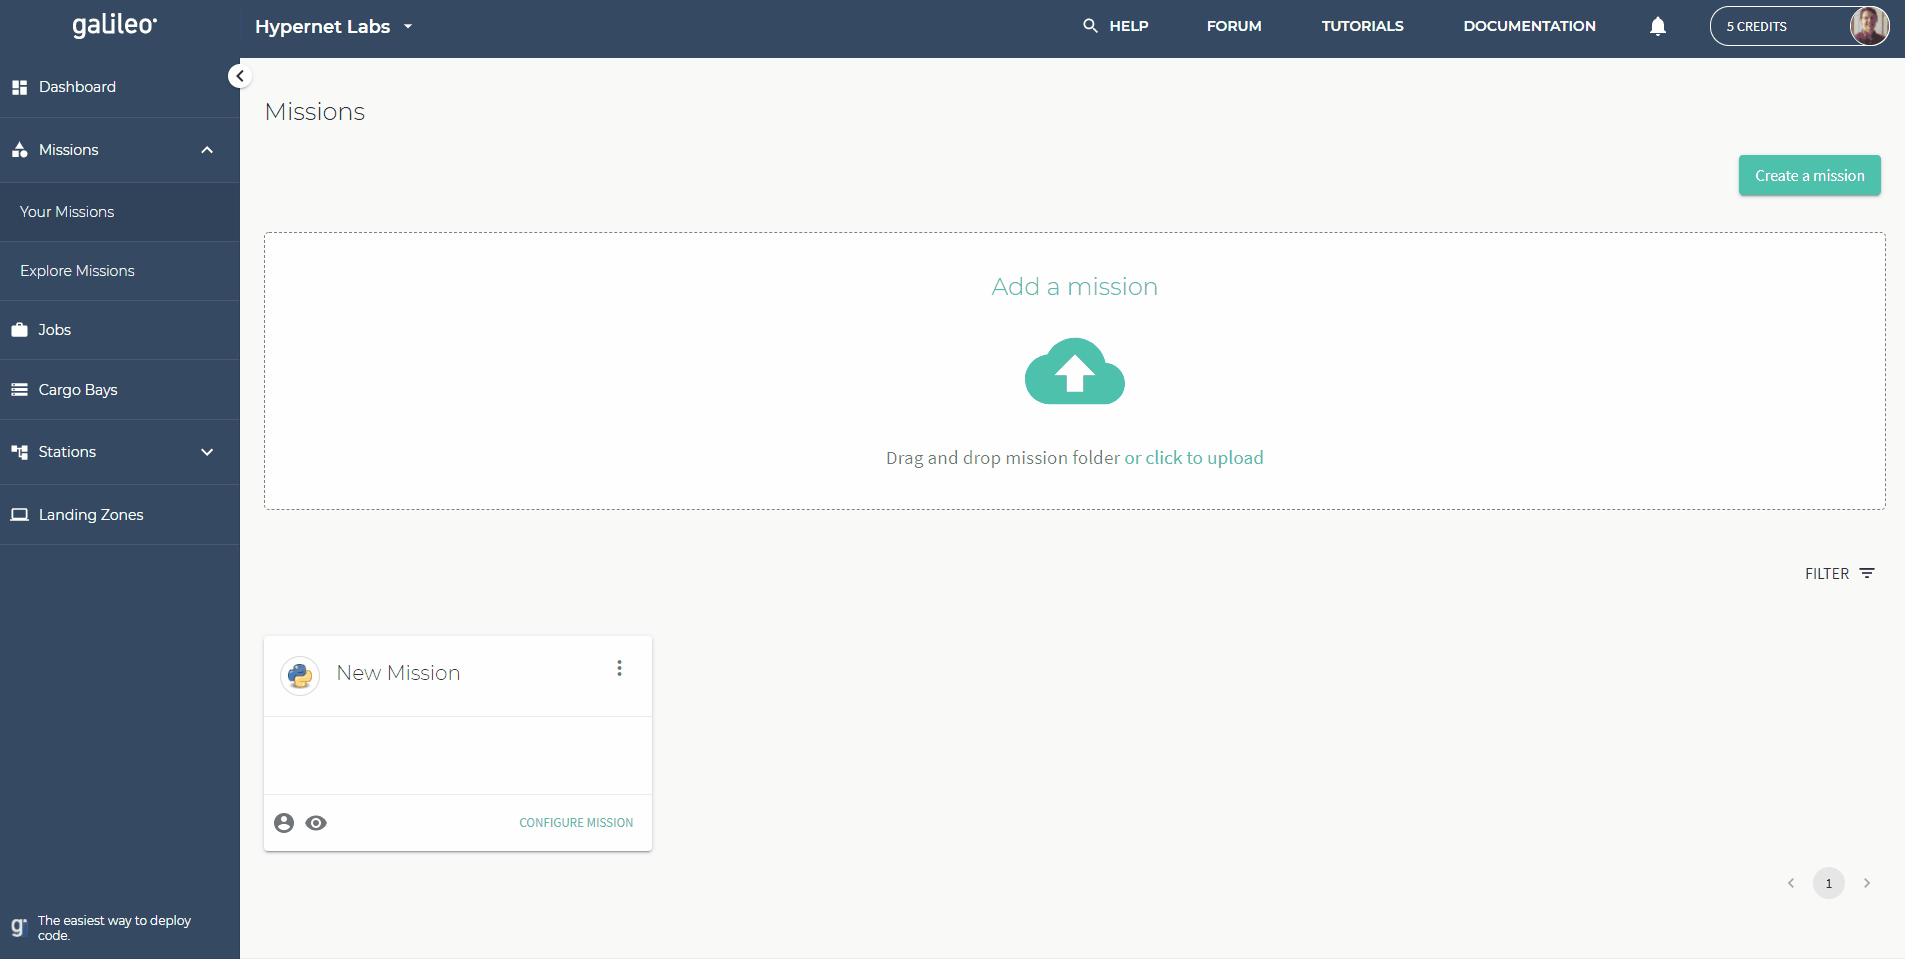 galileo
Hypernet Labs
HELP
FORUM
TUTORIALS
DOCUMENTATION
5 CREDITS
Dashboard
Missions
Your Missions
Explore Missions
Jobs
Cargo Bays
Stations
Landing Zones
g
The easiest way to deploy
code.
Missions
Create a mission
Add a mission
Drag and drop mission folder or click to upload
FILTER
New Mission
CONFIGURE MISSION
1